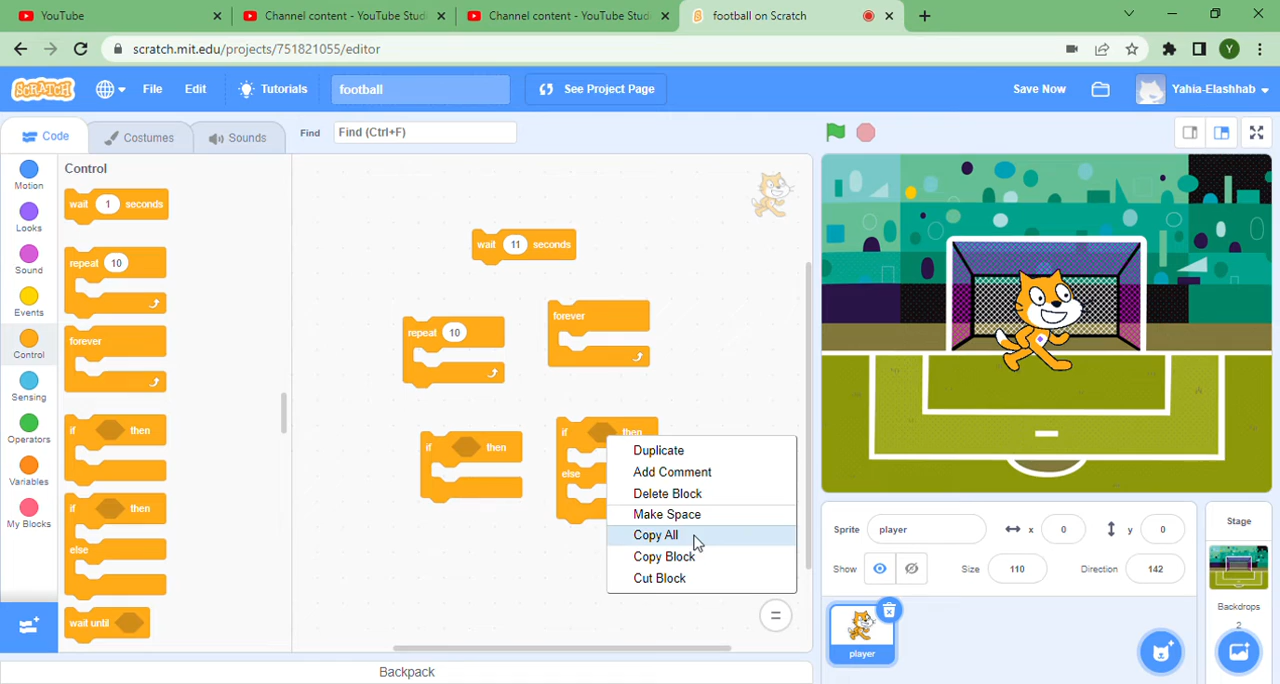 YouTube
Channel content - YouTube Studi
Channel content - YouTube Studi
football on Scratch
scratch.mit.edu/projects/751821055/editor
Y
SCRATCH
File
Edit
Tutorials
football
See Project Page
Save Now
Yahia-Elashhab
Code
Costumes
Sounds
Find
Find (Ctrl+F)
Motion
Looks
Sound
Events
Control
Sensing
Operators
Variables
My Blocks
Control
wait 1 seconds
repeat 10
forever
if then
if then
else
wait until
wait 11 seconds
repeat 10
forever
if then
if then
else
Duplicate
Add Comment
Delete Block
Make Space
Copy All
Copy Block
Cut Block
Backpack
Sprite player
x 0
y 0
Show
Size 110
Direction 142
player
Stage
Backdrops
2